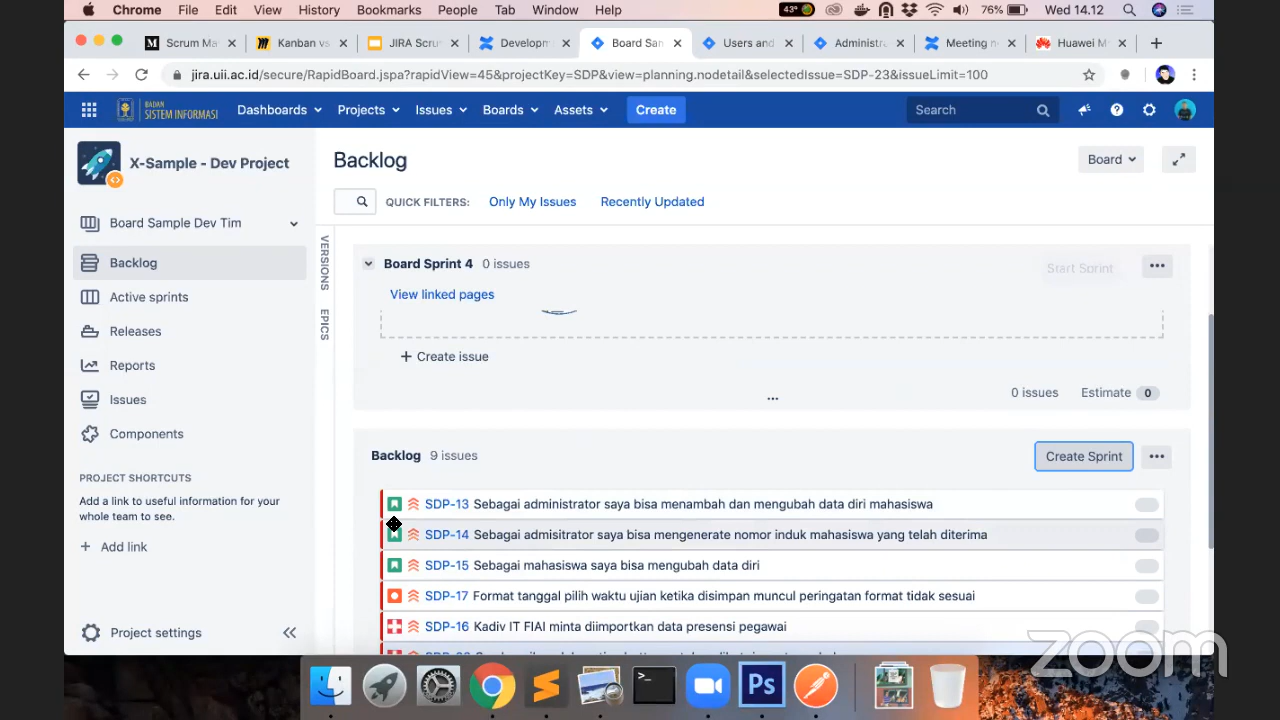 Chrome File Edit View History Bookmarks People Tab Window Help 43° 76% Wed 14.12
Scrum Ma
Kanban vs
JIRA Scru
Developm
Board San
Users and
Administra
Meeting n
Huawei M
jira.uii.ac.id/secure/RapidBoard.jspa?rapidView=45&projectKey=SDP&view=planning.nodetail&selectedIssue=SDP-23&issueLimit=100
BADAN
SISTEM INFORMASI
Dashboards Projects Issues Boards Assets Create Search
X-Sample - Dev Project
Board Sample Dev Tim
Backlog
Active sprints
Releases
Reports
Issues
Components
PROJECT SHORTCUTS
Add a link to useful information for your
whole team to see.
+ Add link
Project settings
Backlog
Board
QUICK FILTERS: Only My Issues Recently Updated
VERSIONS
EPICS
Board Sprint 4 0 issues
Start Sprint
View linked pages
+ Create issue
0 issues Estimate 0
Backlog 9 issues
Create Sprint
SDP-13 Sebagai administrator saya bisa menambah dan mengubah data diri mahasiswa
SDP-14 Sebagai adminsitrator saya bisa mengenerate nomor induk mahasiswa yang telah diterima
SDP-15 Sebagai mahasiswa saya bisa mengubah data diri
SDP-17 Format tanggal pilih waktu ujian ketika disimpan muncul peringatan format tidak sesuai
SDP-16 Kadiv IT FIAI minta diimportkan data presensi pegawai
Ps
zoom